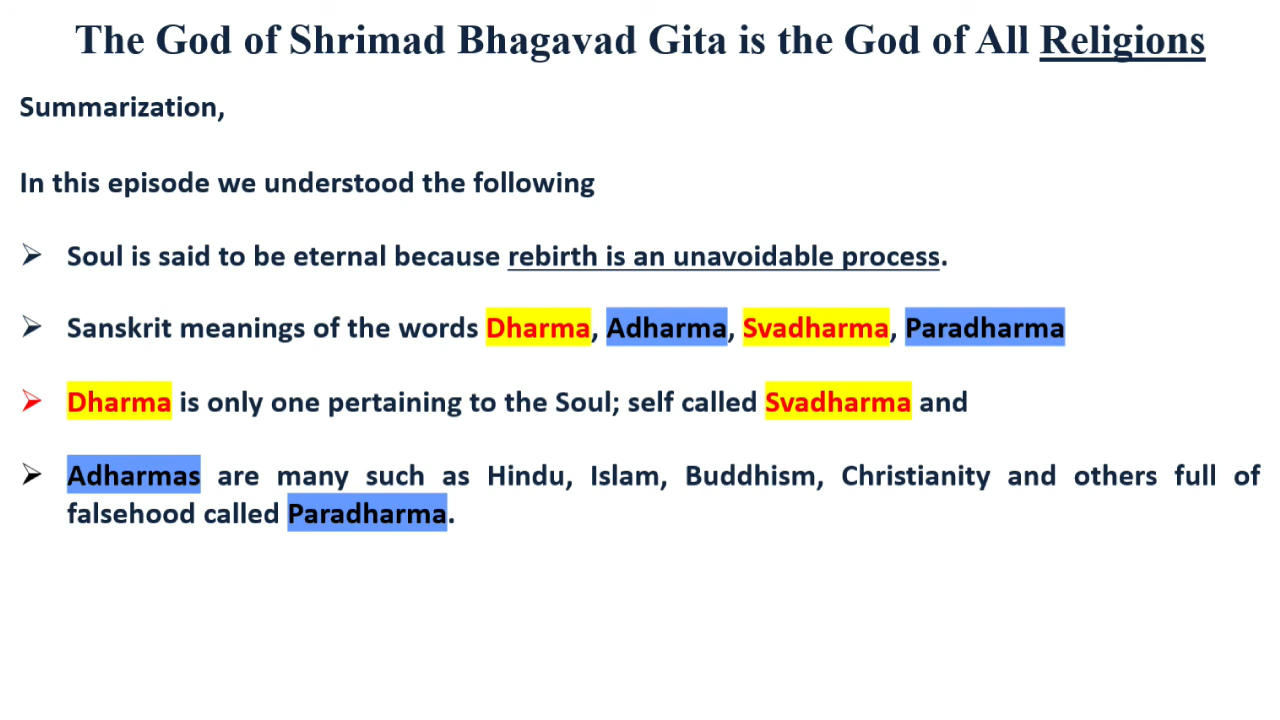 The God of Shrimad Bhagavad Gita is the God of All Religions
Summarization,
In this episode we understood the following
➢ Soul is said to be eternal because rebirth is an unavoidable process.
➢ Sanskrit meanings of the words Dharma, Adharma, Svadharma, Paradharma
➢ Dharma is only one pertaining to the Soul; self called Svadharma and
➢ Adharmas are many such as Hindu, Islam, Buddhism, Christianity and others full of
falsehood called Paradharma.